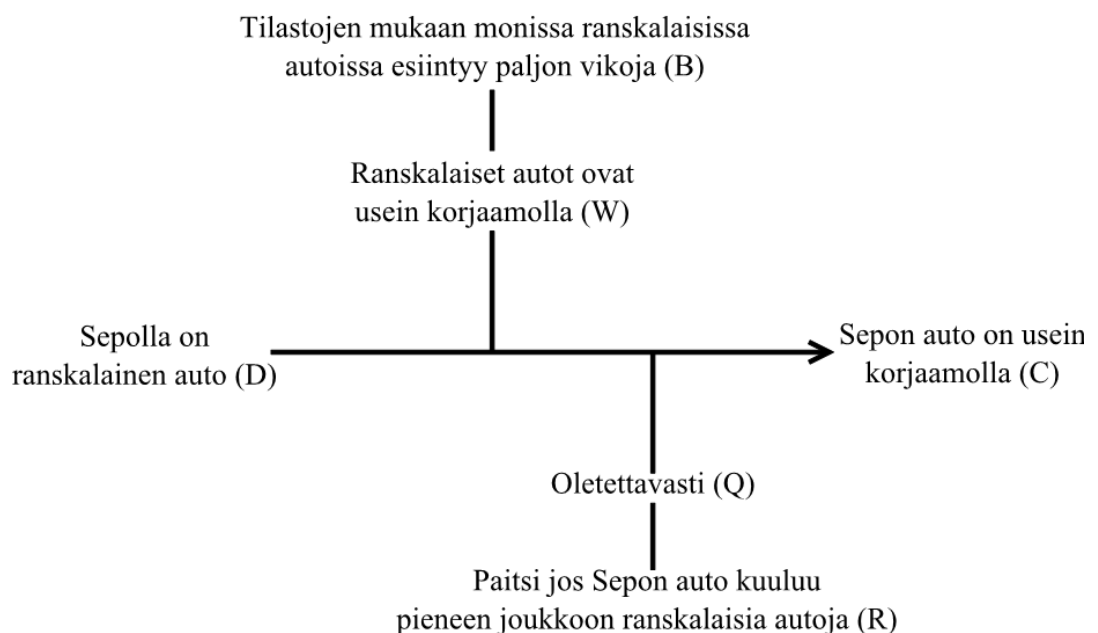 Tilastojen mukaan monissa ranskalaisissa
autoissa esiintyy paljon vikoja (B)
Ranskalaiset autot ovat
usein korjaamolla (W)
Sepolla on
ranskalainen auto (D)
Sepon auto on usein
korjaamolla (C)
Oletettavasti (Q)
Paitsi jos Sepon auto kuuluu
pieneen joukkoon ranskalaisia autoja (R)